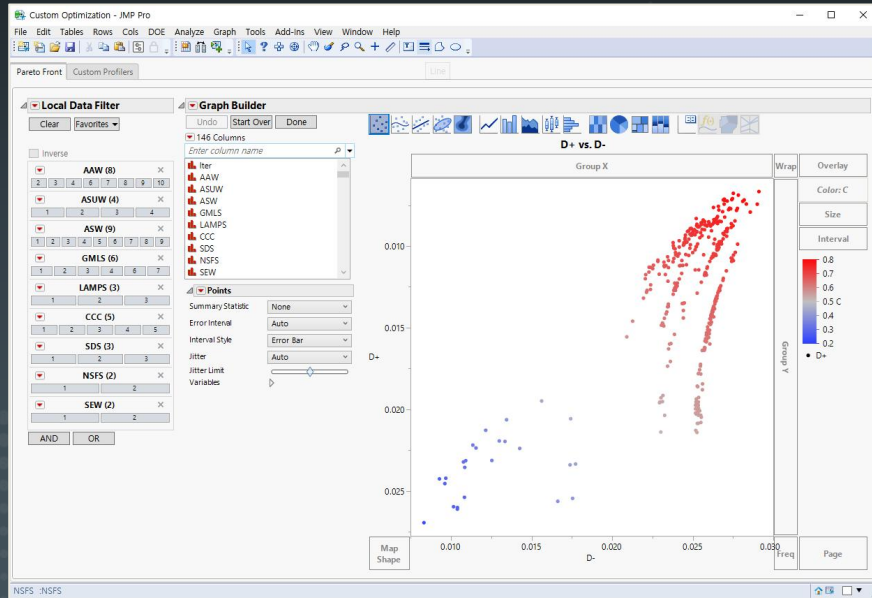 Custom Optimization - JMP Pro
File Edit Tables Rows Cols DOE Analyze Graph Tools Add-Ins View Window Help
Pareto Front Custom Profilers
Line
Local Data Filter
Clear Favorites
Inverse
AAW (8)
2 3 4 6 7 8 9 10
ASUW (4)
1 2 3 4
ASW (9)
1 2 3 4 5 6 7 8 9
GMLS (6)
1 2 3 4 6 7
LAMPS (3)
1 2 3
CCC (5)
1 2 3 4 5
SDS (3)
1 2 3
NSFS (2)
1 2
SEW (2)
1 2
AND OR
Graph Builder
Undo Start Over Done
146 Columns
Enter column name
Iter
AAW
ASUW
ASW
GMLS
LAMPS
CCC
SDS
NSFS
SEW
Points
Summary Statistic None
Error Interval Auto
Interval Style Error Bar
Jitter Auto
Jitter Limit
Variables
D+ vs. D-
Group X
Wrap
Overlay
Color: C
Size
Interval
0.8
0.7
0.6
0.5 C
0.4
0.3
0.2
D+
Group Y
D+
0.010
0.015
0.020
0.025
0.010 0.015 0.020 0.025 0.030
D-
Map Shape
Freq
Page
NSFS :NSFS